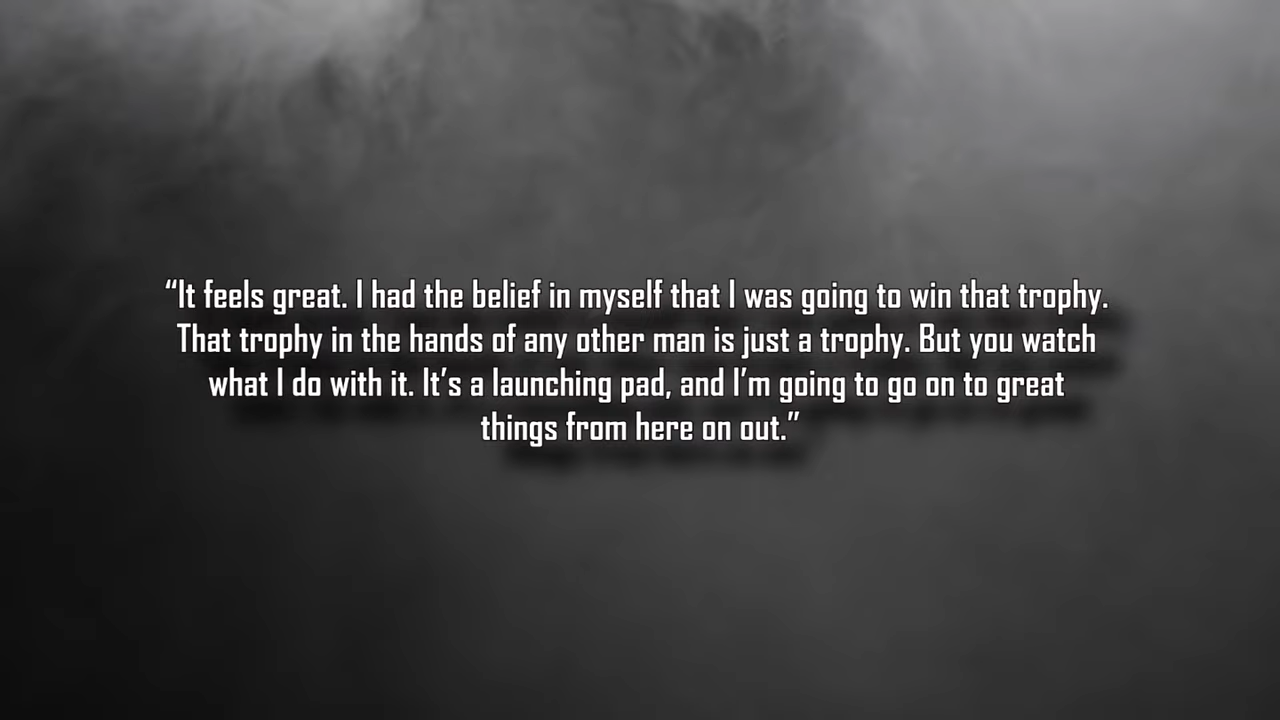 “It feels great. I had the belief in myself that I was going to win that trophy.
That trophy in the hands of any other man is just a trophy. But you watch
what I do with it. It’s a launching pad, and I’m going to go on to great
things from here on out.”